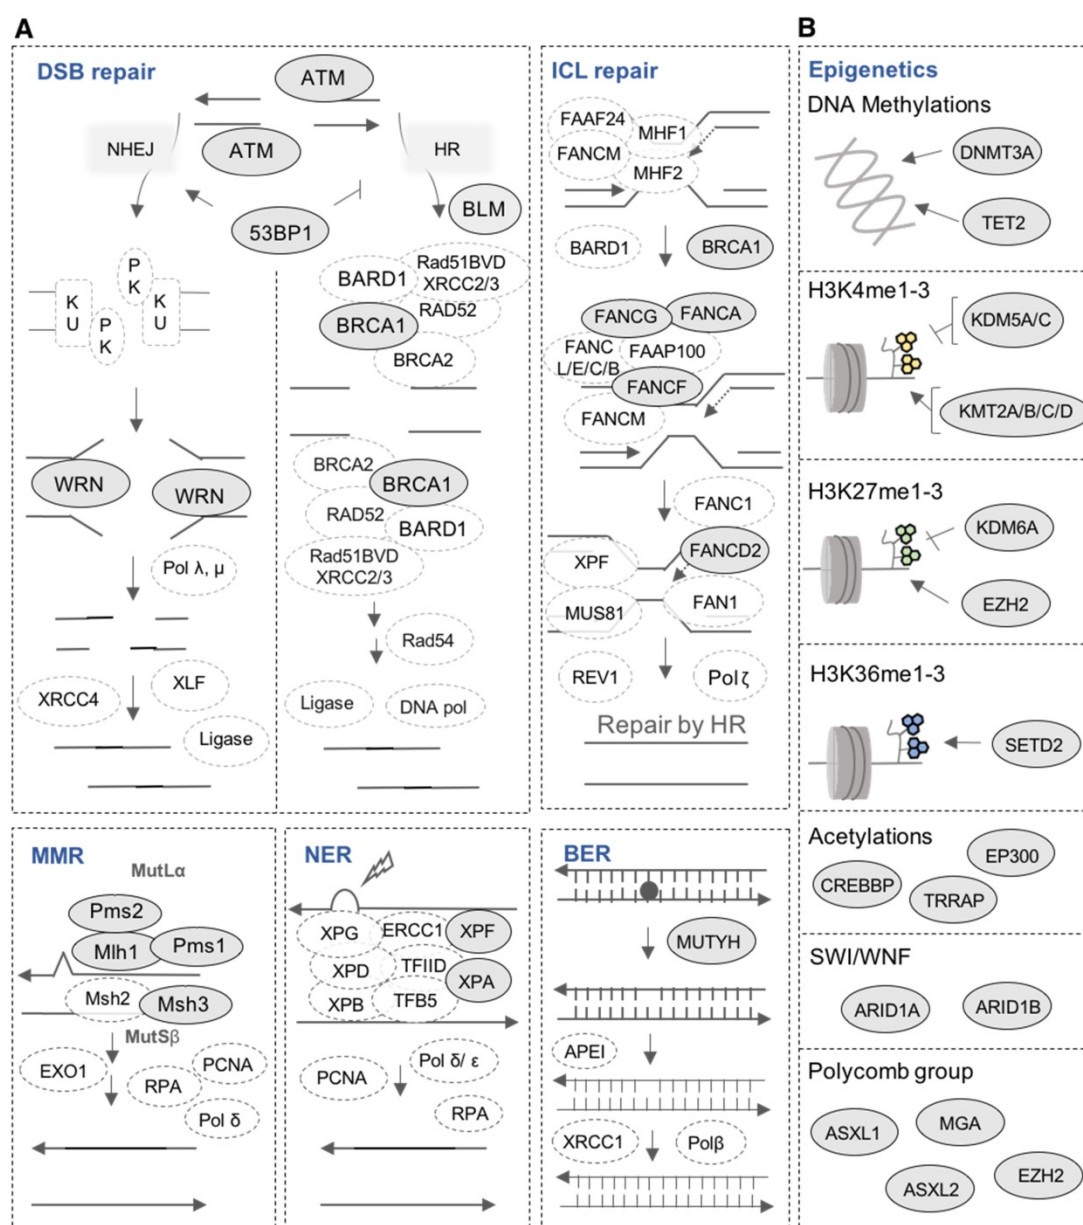 A
DSB repair
ATM
NHEJ
ATM
HR
53BP1
BLM
P
K
K
U
P
K
K
U
BARD1
Rad51BVD
XRCC2/3
RAD52
BRCA1
BRCA2
WRN
WRN
BRCA2
BRCA1
RAD52
BARD1
Rad51BVD
XRCC2/3
Pol λ, μ
Rad54
XRCC4
XLF
Ligase
Ligase
DNA pol
ICL repair
FAAF24
MHF1
FANCM
MHF2
BARD1
BRCA1
FANCG
FANCA
FANC
L/E/C/B
FAAP100
FANCF
FANCM
FANC1
XPF
FANCD2
MUS81
FAN1
REV1
Pol ζ
Repair by HR
MMR
MutLα
Pms2
Mlh1
Pms1
Msh2
Msh3
MutSβ
EXO1
RPA
PCNA
Pol δ
NER
XPG
ERCC1
XPF
XPD
TFIID
XPA
XPB
TFB5
PCNA
Pol δ/ ε
RPA
BER
MUTYH
APEI
XRCC1
Polβ
B
Epigenetics
DNA Methylations
DNMT3A
TET2
H3K4me1-3
KDM5A/C
KMT2A/B/C/D
H3K27me1-3
KDM6A
EZH2
H3K36me1-3
SETD2
Acetylations
EP300
CREBBP
TRRAP
SWI/WNF
ARID1A
ARID1B
Polycomb group
ASXL1
MGA
ASXL2
EZH2